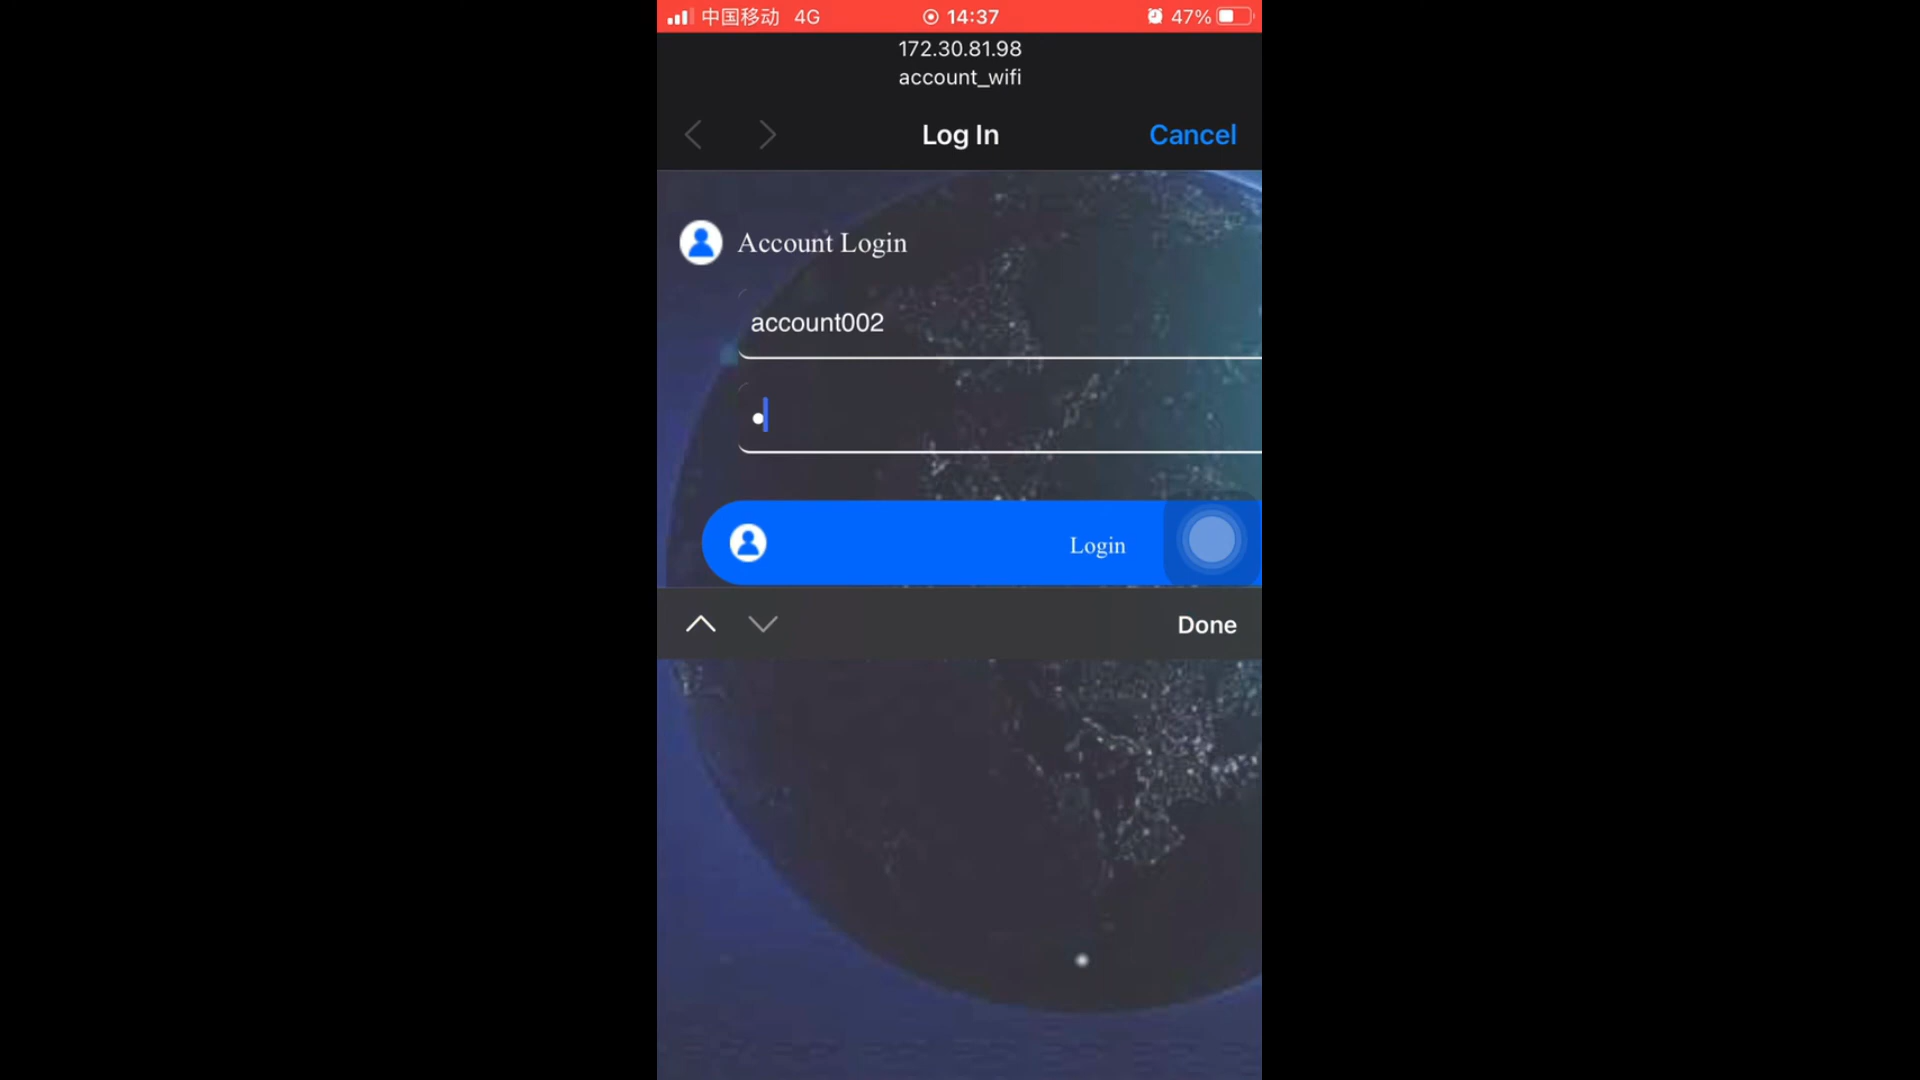 中国移动 4G 14:37 47%
172.30.81.98
account_wifi
Log In Cancel
Account Login
account002
Login
Done